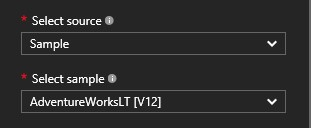 * Select source
Sample
* Select sample
AdventureWorksLT [V12]